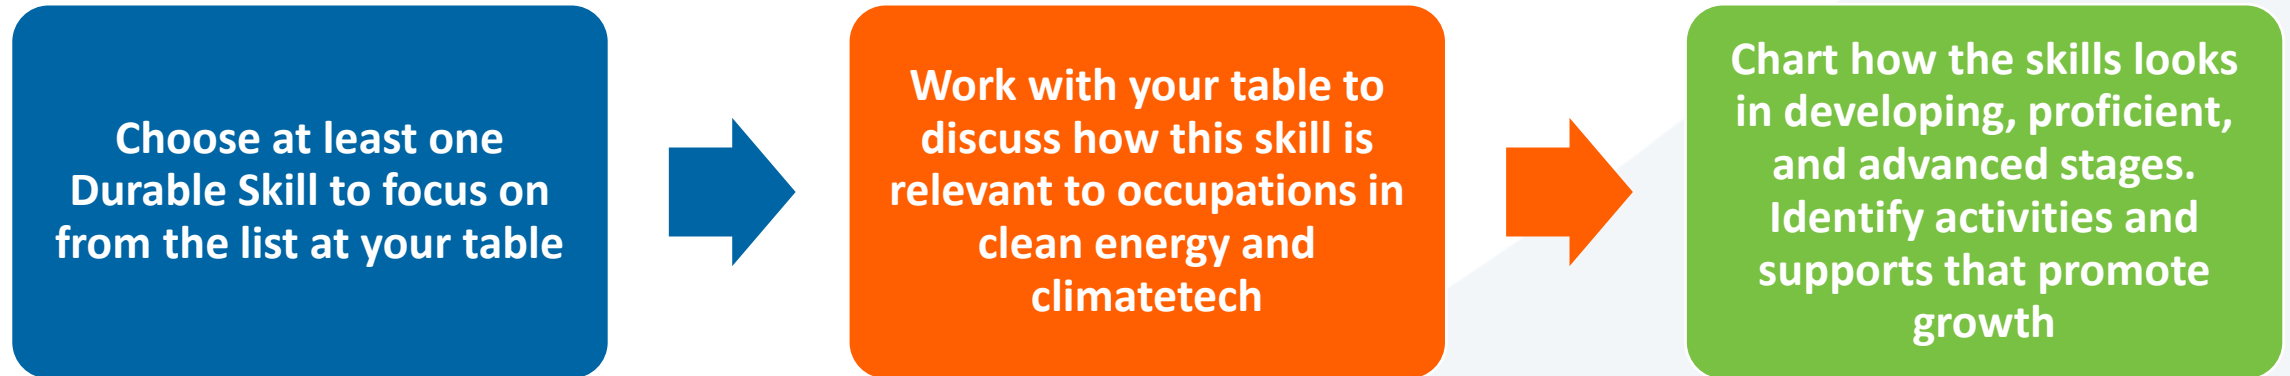 Choose at least one
Durable Skill to focus on
from the list at your table
Work with your table to
discuss how this skill is
relevant to occupations in
clean energy and
climatetech
Chart how the skills looks
in developing, proficient,
and advanced stages.
Identify activities and
supports that promote
growth